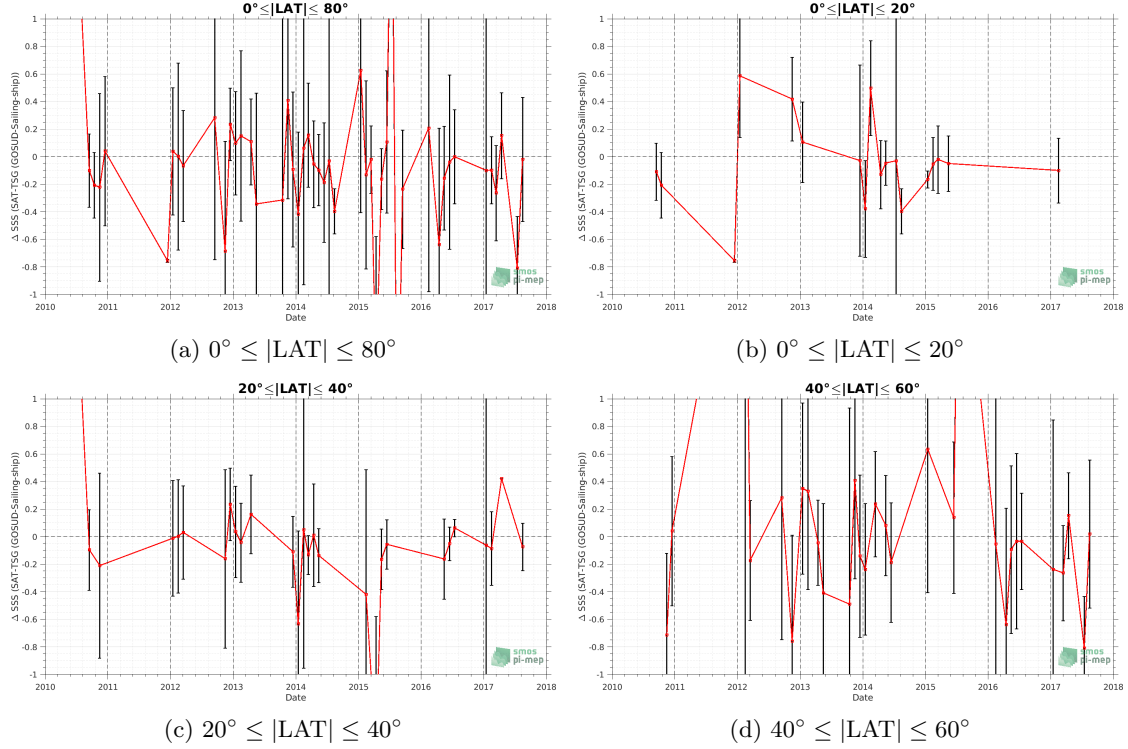 0°≤|LAT|≤ 80°
Δ SSS (SAT-TSG (GOSUD-Sailing-ship))
1
0.8
0.6
0.4
0.2
0
-0.2
-0.4
-0.6
-0.8
-1
2010 2011 2012 2013 2014 2015 2016 2017 2018
Date
smos
pi-mep
(a) 0° ≤ |LAT| ≤ 80°
0°≤|LAT|≤ 20°
Δ SSS (SAT-TSG (GOSUD-Sailing-ship))
1
0.8
0.6
0.4
0.2
0
-0.2
-0.4
-0.6
-0.8
-1
2010 2011 2012 2013 2014 2015 2016 2017 2018
Date
smos
pi-mep
(b) 0° ≤ |LAT| ≤ 20°
20°≤|LAT|≤ 40°
Δ SSS (SAT-TSG (GOSUD-Sailing-ship))
1
0.8
0.6
0.4
0.2
0
-0.2
-0.4
-0.6
-0.8
-1
2010 2011 2012 2013 2014 2015 2016 2017 2018
Date
smos
pi-mep
(c) 20° ≤ |LAT| ≤ 40°
40°≤|LAT|≤ 60°
Δ SSS (SAT-TSG (GOSUD-Sailing-ship))
1
0.8
0.6
0.4
0.2
0
-0.2
-0.4
-0.6
-0.8
-1
2010 2011 2012 2013 2014 2015 2016 2017 2018
Date
smos
pi-mep
(d) 40° ≤ |LAT| ≤ 60°